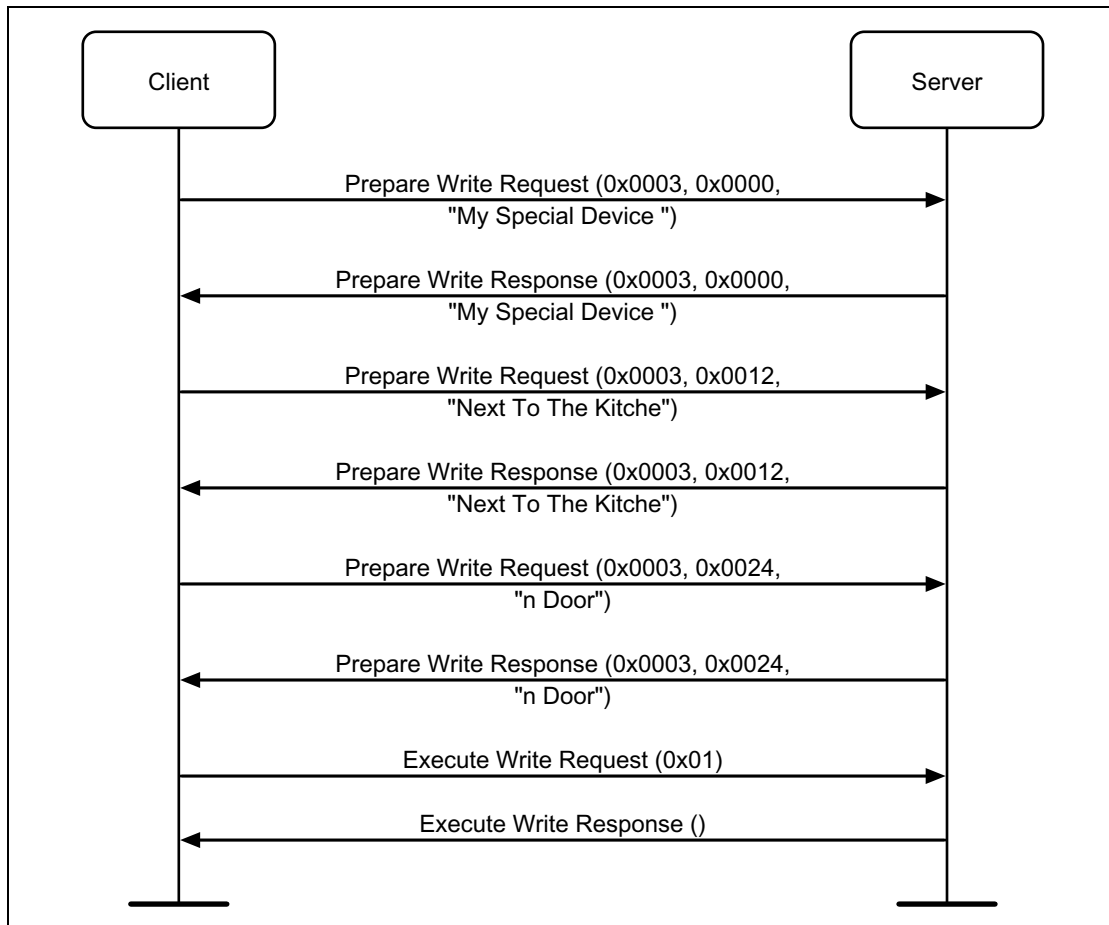 Client
Server
Prepare Write Request (0x0003, 0x0000,
"My Special Device ")
Prepare Write Response (0x0003, 0x0000,
"My Special Device ")
Prepare Write Request (0x0003, 0x0012,
"Next To The Kitche")
Prepare Write Response (0x0003, 0x0012,
"Next To The Kitche")
Prepare Write Request (0x0003, 0x0024,
"n Door")
Prepare Write Response (0x0003, 0x0024,
"n Door")
Execute Write Request (0x01)
Execute Write Response ()